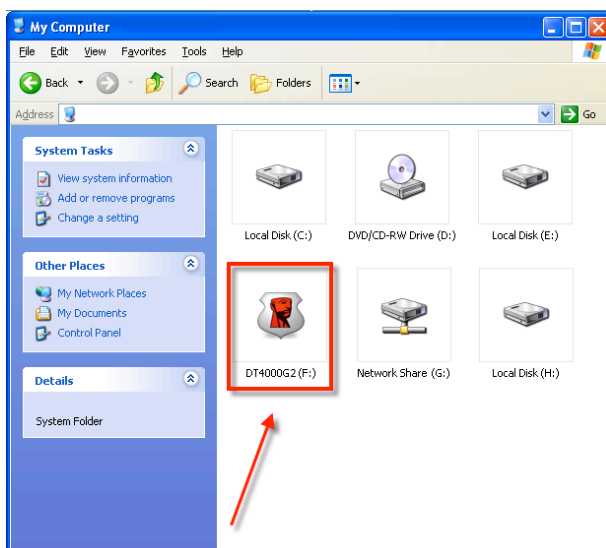 My Computer
File Edit View Favorites Tools Help
Back Search Folders
Address Go
System Tasks
View system information
Add or remove programs
Change a setting
Other Places
My Network Places
My Documents
Control Panel
Details
System Folder
Local Disk (C:) DVD/CD-RW Drive (D:) Local Disk (E:)
DT4000G2 (F:) Network Share (G:) Local Disk (H:)